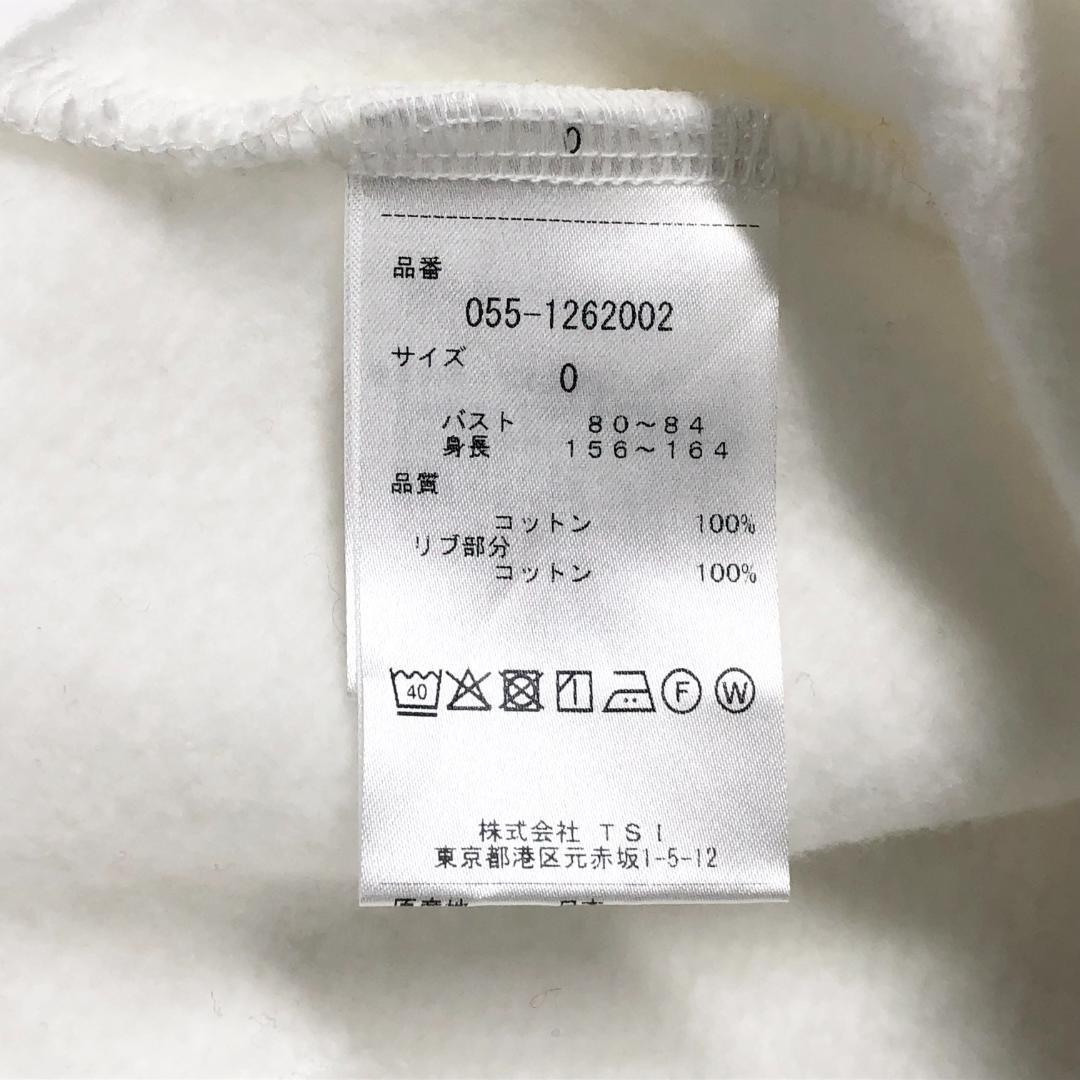 0
品番
055-1262002
サイズ
0
バスト 80～84
身長 156～164
品質
コットン 100%
リブ部分
コットン 100%
40 F W
株式会社 TSI
東京都港区元赤坂1-5-12